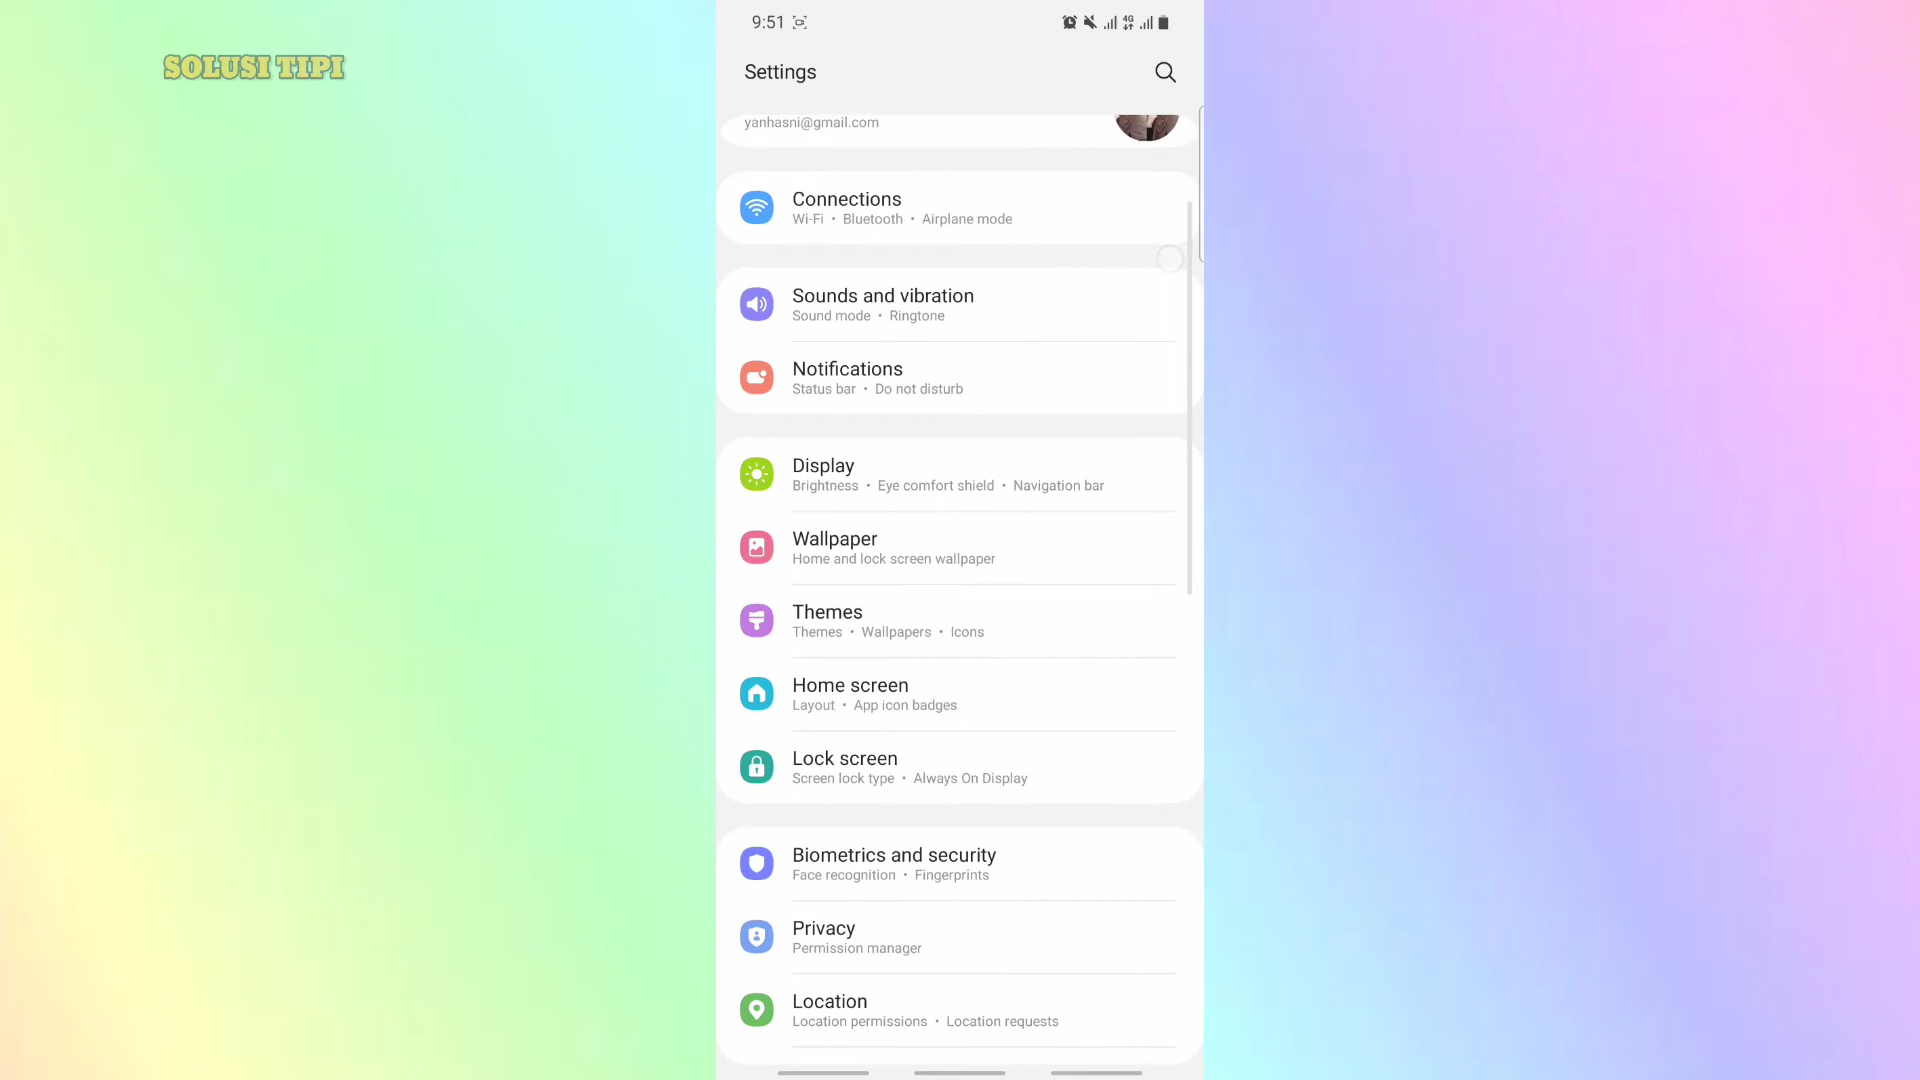 9:51
4G
SOLUSI TIPI
Settings
yanhasni@gmail.com
Connections
Wi-Fi • Bluetooth • Airplane mode
Sounds and vibration
Sound mode • Ringtone
Notifications
Status bar • Do not disturb
Display
Brightness • Eye comfort shield • Navigation bar
Wallpaper
Home and lock screen wallpaper
Themes
Themes • Wallpapers • Icons
Home screen
Layout • App icon badges
Lock screen
Screen lock type • Always On Display
Biometrics and security
Face recognition • Fingerprints
Privacy
Permission manager
Location
Location permissions • Location requests